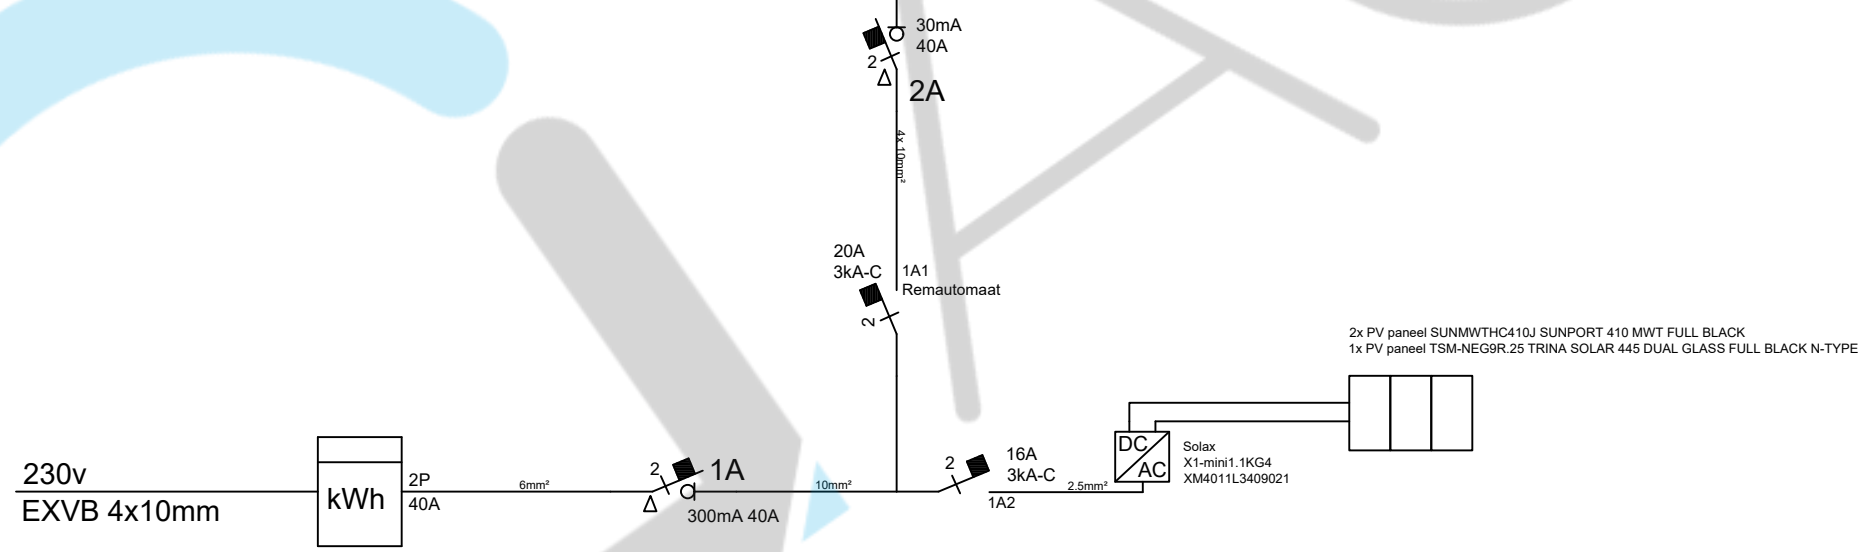 30mA
40A
2
2A
4x 10mm²
20A
3kA-C
1A1
Remautomaat
2
2x PV paneel SUNMWTHC410J SUNPORT 410 MWT FULL BLACK
1x PV paneel TSM-NEG9R.25 TRINA SOLAR 445 DUAL GLASS FULL BLACK N-TYPE
230v
EXVB 4x10mm
kWh
2P
40A
6mm²
2
1A
300mA 40A
10mm²
2
16A
3kA-C
1A2
2.5mm²
DC
AC
Solax
X1-mini1.1KG4
XM4011L3409021